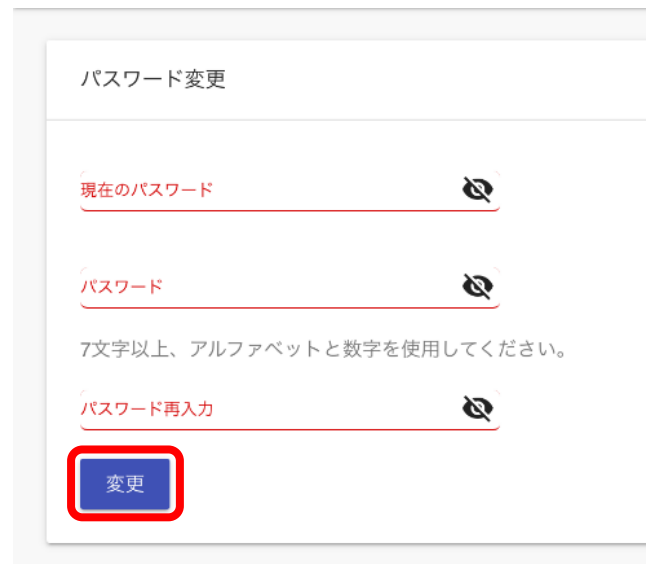 パスワード変更
現在のパスワード
パスワード
7文字以上、アルファベットと数字を使用してください。
パスワード再入力
変更